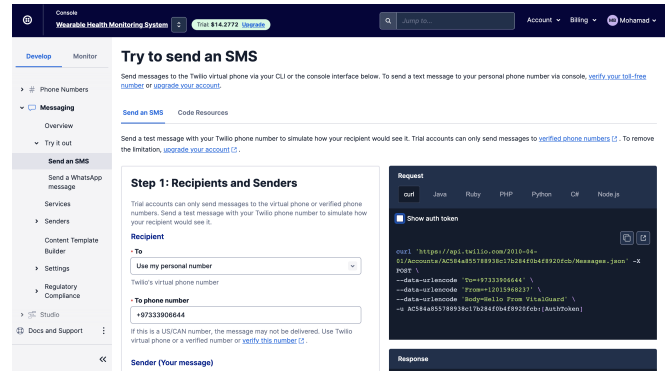 Console
Wearable Health Monitoring System
Trial: $14.2772 Upgrade
Jump to...
Account
Billing
MB Mohamad
Develop Monitor
# Phone Numbers
Messaging
Overview
Try it out
Send an SMS
Send a WhatsApp
message
Services
Senders
Content Template
Builder
Settings
Regulatory
Compliance
Studio
Docs and Support
Try to send an SMS
Send messages to the Twilio virtual phone via your CLI or the console interface below. To send a text message to your personal phone number via console, verify your toll-free
number or upgrade your account.
Send an SMS Code Resources
Send a test message with your Twilio phone number to simulate how your recipient would see it. Trial accounts can only send messages to verified phone numbers. To remove
the limitation, upgrade your account.
Step 1: Recipients and Senders
Trial accounts can only send messages to the virtual phone or verified phone
numbers. Send a test message with your Twilio phone number to simulate how
your recipient would see it.
Recipient
To
Use my personal number
Twilio's virtual phone number
To phone number
+97333906644
If this is a US/CAN number, the message may not be delivered. Use Twilio
virtual phone or a verified number or verify this number.
Sender (Your message)
Request
curl Java Ruby PHP Python C# Node.js
Show auth token
curl 'https://api.twilio.com/2010-04-
01/Accounts/AC584a855788938c17b284f0b4f8920fcb/Messages.json' -X
POST \
--data-urlencode 'To=+97333906644' \
--data-urlencode 'From=+12015968237' \
--data-urlencode 'Body=Hello From VitalGuard' \
-u AC584a855788938c17b284f0b4f8920fcb:[AuthToken]
Response